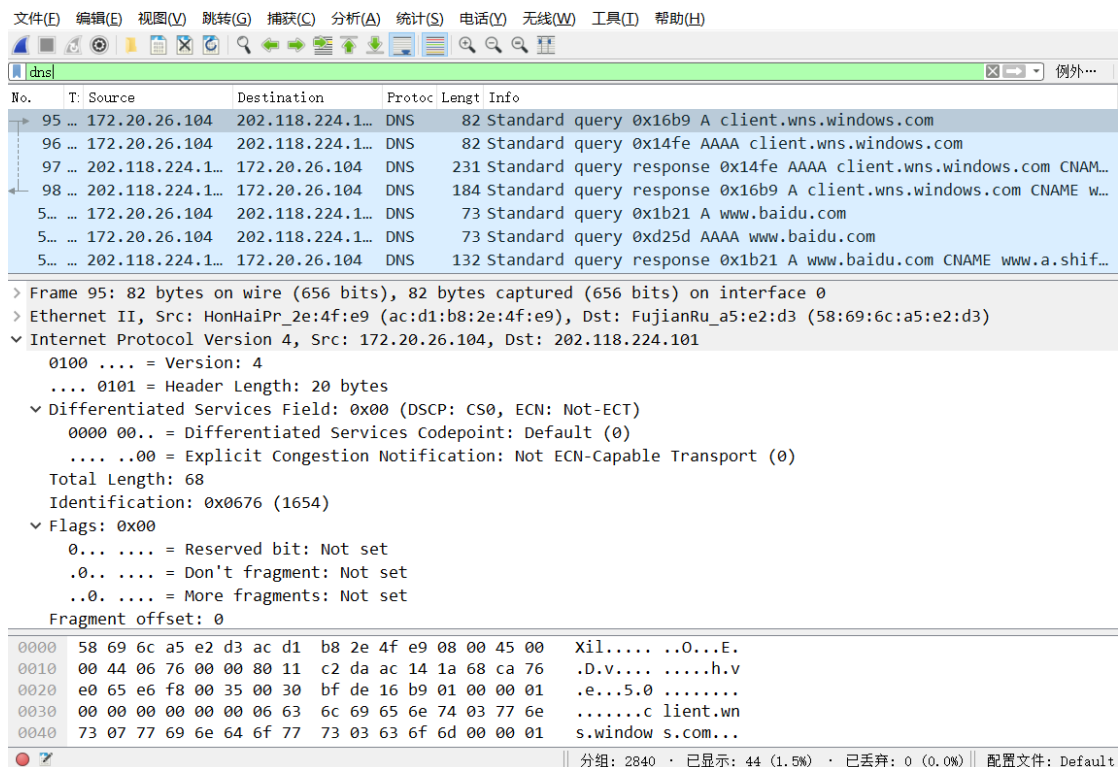 文件(F) 编辑(E) 视图(V) 跳转(G) 捕获(C) 分析(A) 统计(S) 电话(Y) 无线(W) 工具(T) 帮助(H)
dns 例外…
No. T: Source Destination Protoc Lengt Info
95 … 172.20.26.104 202.118.224.1… DNS 82 Standard query 0x16b9 A client.wns.windows.com
96 … 172.20.26.104 202.118.224.1… DNS 82 Standard query 0x14fe AAAA client.wns.windows.com
97 … 202.118.224.1… 172.20.26.104 DNS 231 Standard query response 0x14fe AAAA client.wns.windows.com CNAM…
98 … 202.118.224.1… 172.20.26.104 DNS 184 Standard query response 0x16b9 A client.wns.windows.com CNAME w…
5… … 172.20.26.104 202.118.224.1… DNS 73 Standard query 0x1b21 A www.baidu.com
5… … 172.20.26.104 202.118.224.1… DNS 73 Standard query 0xd25d AAAA www.baidu.com
5… … 202.118.224.1… 172.20.26.104 DNS 132 Standard query response 0x1b21 A www.baidu.com CNAME www.a.shif…
Frame 95: 82 bytes on wire (656 bits), 82 bytes captured (656 bits) on interface 0
Ethernet II, Src: HonHaiPr_2e:4f:e9 (ac:d1:b8:2e:4f:e9), Dst: FujianRu_a5:e2:d3 (58:69:6c:a5:e2:d3)
Internet Protocol Version 4, Src: 172.20.26.104, Dst: 202.118.224.101
0100 .... = Version: 4
.... 0101 = Header Length: 20 bytes
Differentiated Services Field: 0x00 (DSCP: CS0, ECN: Not-ECT)
0000 00.. = Differentiated Services Codepoint: Default (0)
.... ..00 = Explicit Congestion Notification: Not ECN-Capable Transport (0)
Total Length: 68
Identification: 0x0676 (1654)
Flags: 0x00
0... .... = Reserved bit: Not set
.0.. .... = Don't fragment: Not set
..0. .... = More fragments: Not set
Fragment offset: 0
0000 58 69 6c a5 e2 d3 ac d1 b8 2e 4f e9 08 00 45 00 Xil..... ..O...E.
0010 00 44 06 76 00 00 80 11 c2 da ac 14 1a 68 ca 76 .D.v.... .....h.v
0020 e0 65 e6 f8 00 35 00 30 bf de 16 b9 01 00 00 01 .e...5.0 ........
0030 00 00 00 00 00 00 06 63 6c 69 65 6e 74 03 77 6e .......c lient.wn
0040 73 07 77 69 6e 64 6f 77 73 03 63 6f 6d 00 00 01 s.window s.com...
分组: 2840 · 已显示: 44 (1.5%) · 已丢弃: 0 (0.0%) 配置文件: Default